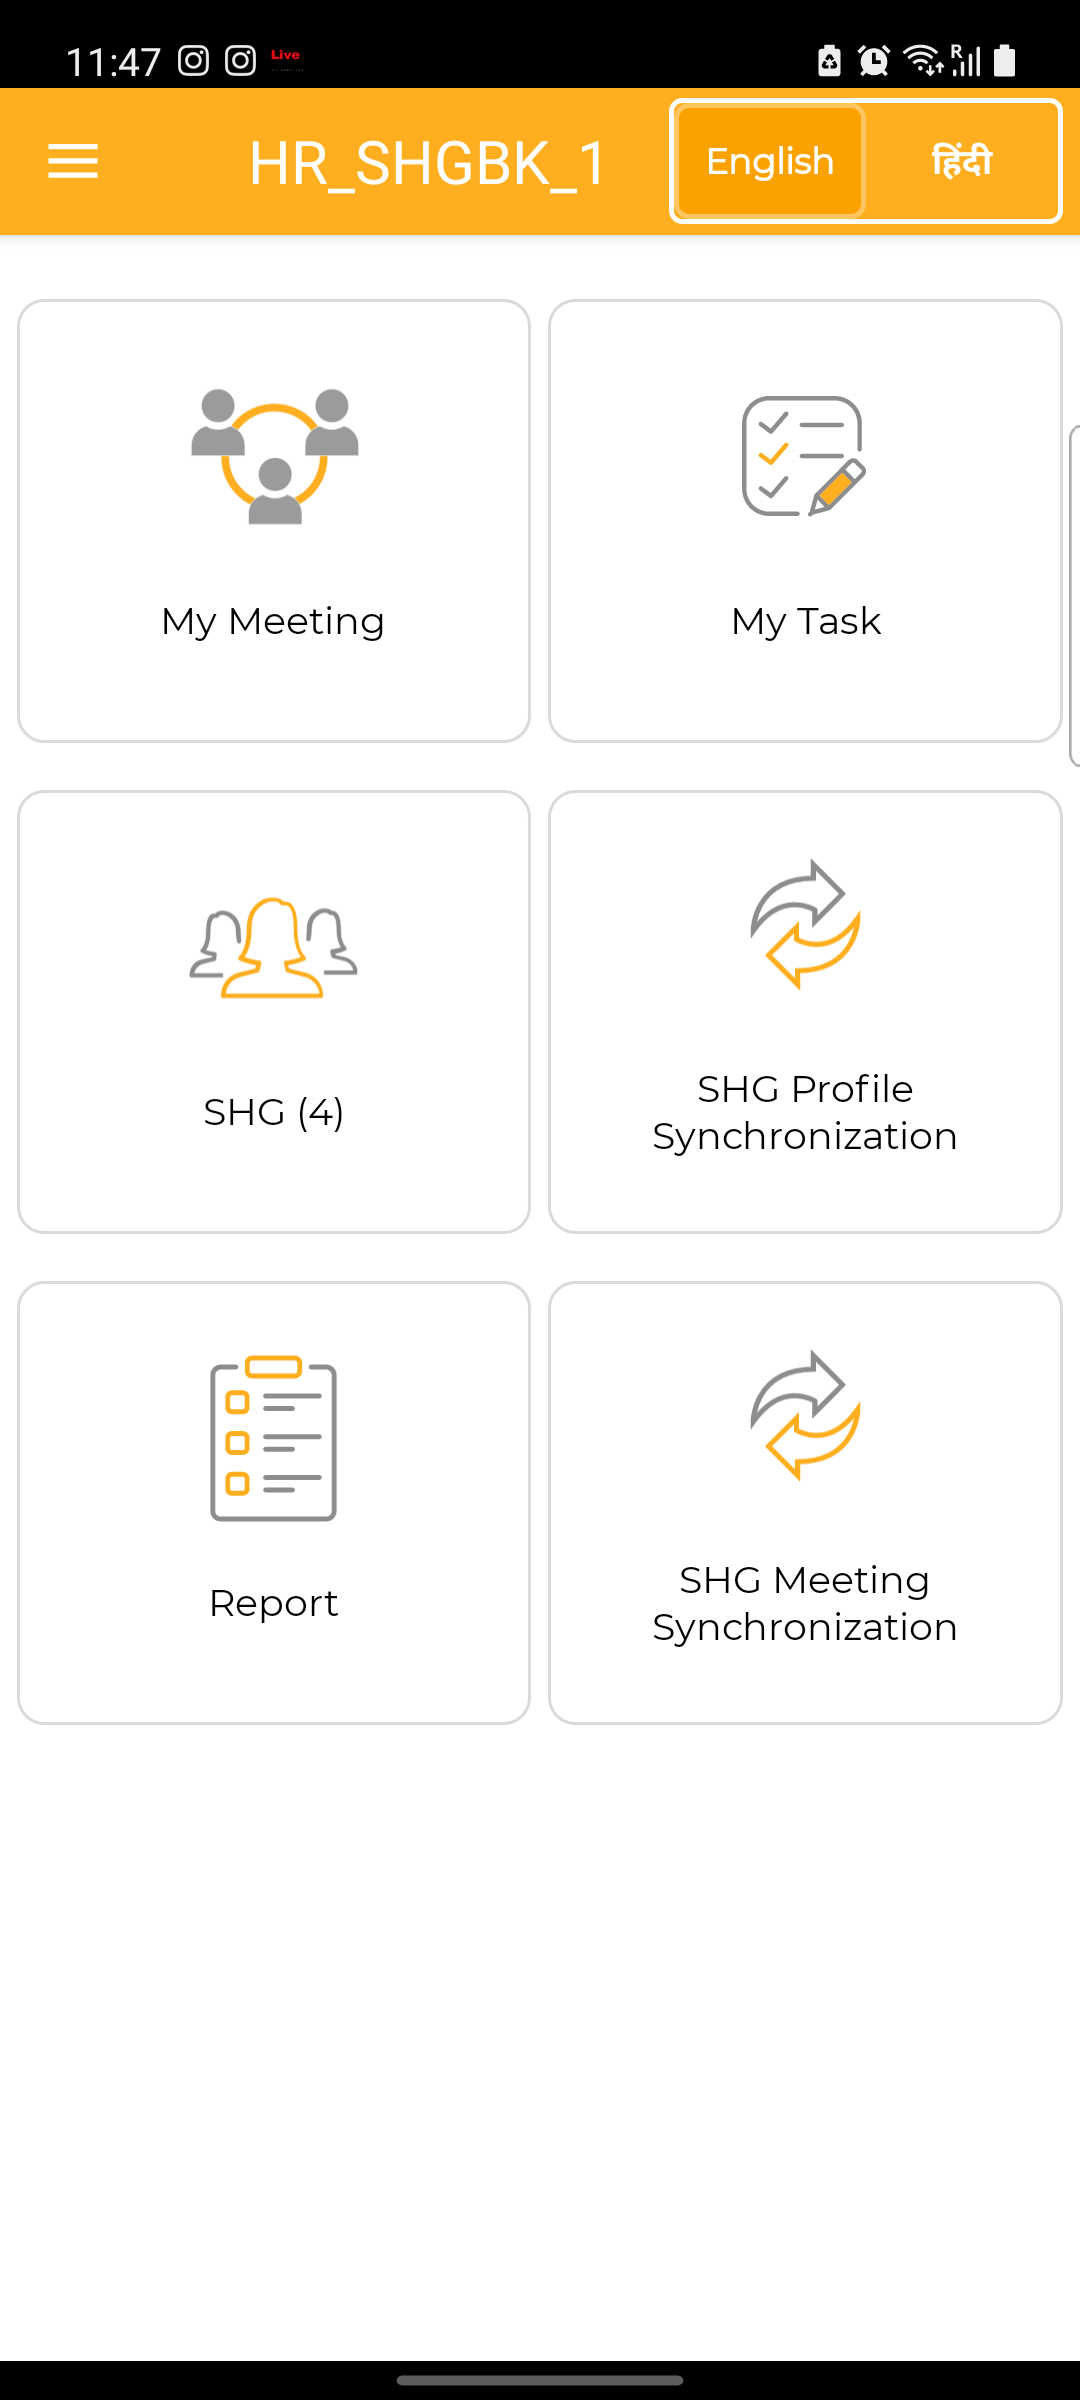 11:47
Live
R
HR_SHGBK_1
English
हिंदी
My Meeting
My Task
SHG (4)
SHG Profile
Synchronization
Report
SHG Meeting
Synchronization